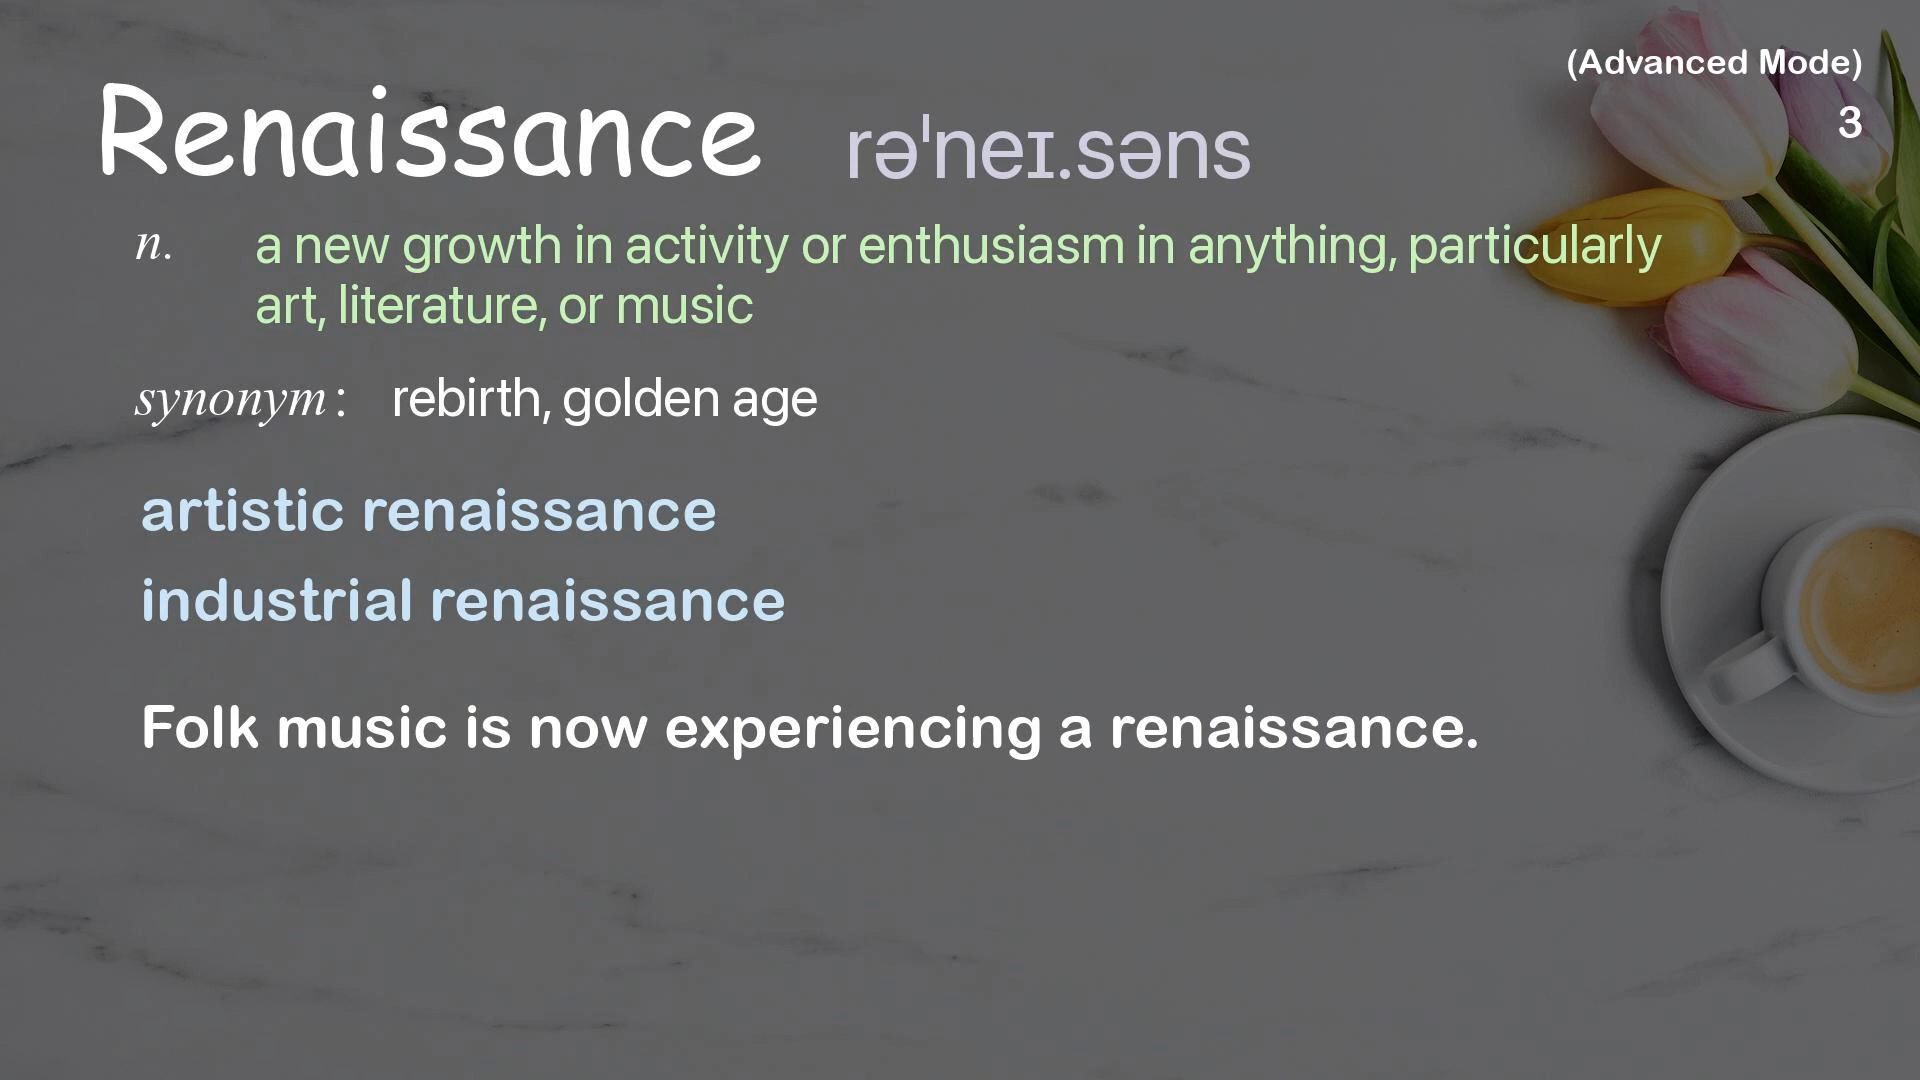 (Advanced Mode)
Renaissance rəˈneɪ.səns
3
n. a new growth in activity or enthusiasm in anything, particularly
art, literature, or music
synonym: rebirth, golden age
artistic renaissance
industrial renaissance
Folk music is now experiencing a renaissance.